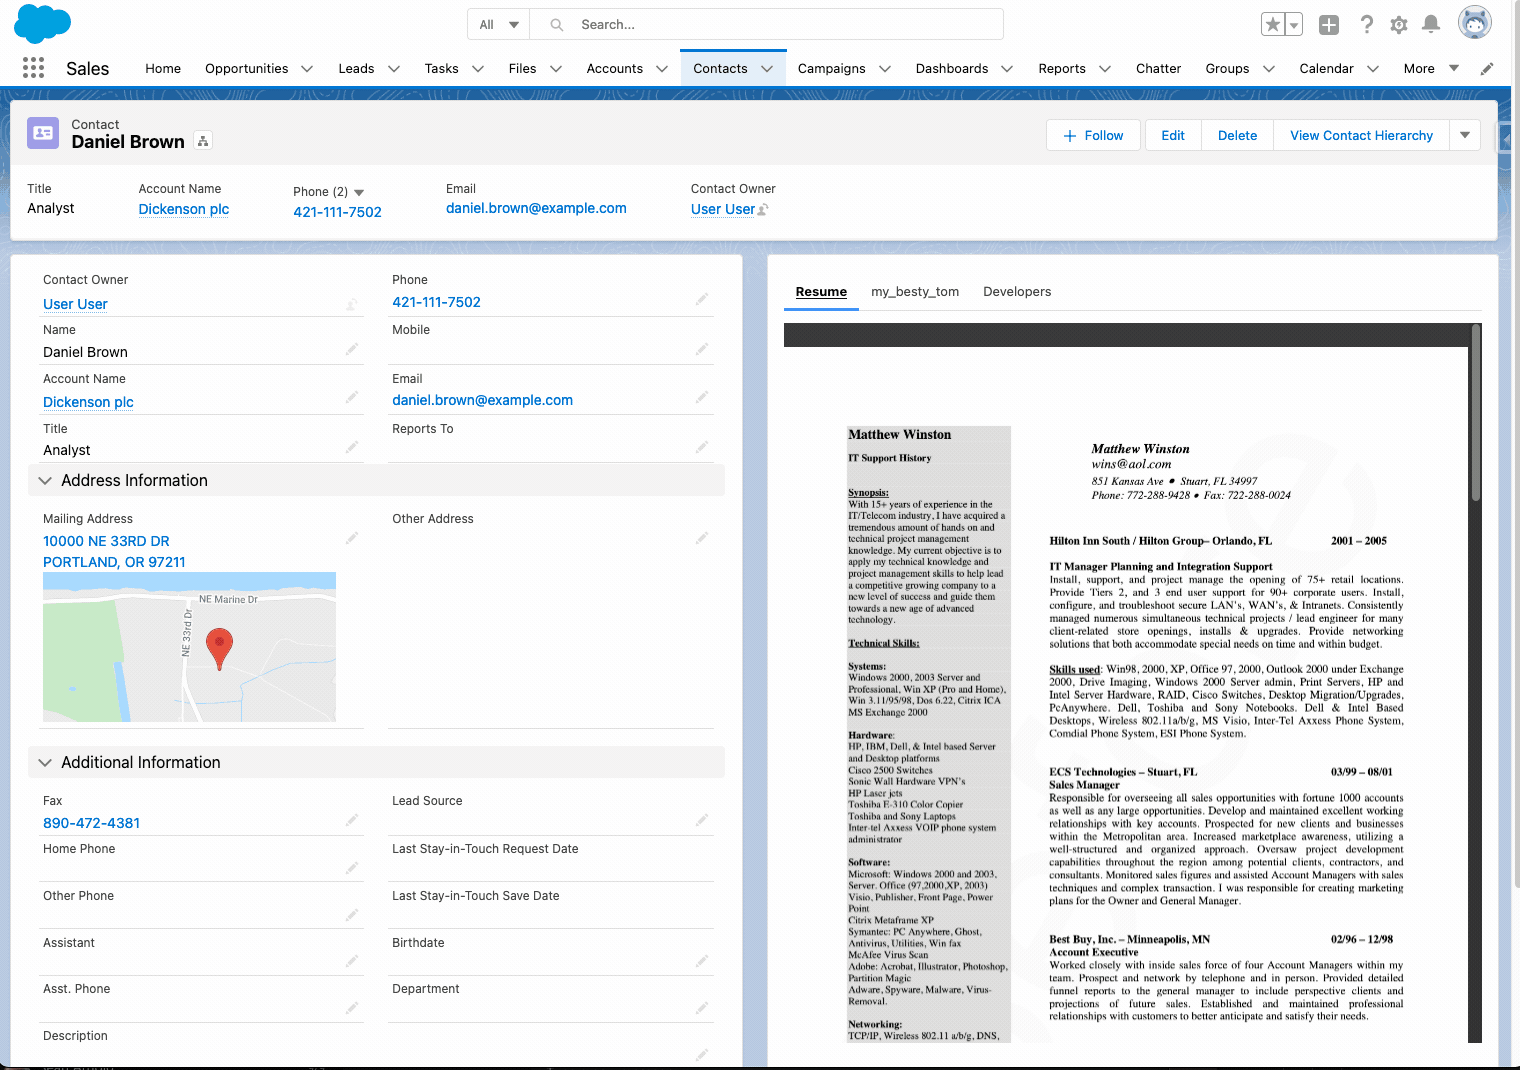 All
Search...
Sales
Home
Opportunities
Leads
Tasks
Files
Accounts
Contacts
Campaigns
Dashboards
Reports
Chatter
Groups
Calendar
More
Contact
Daniel Brown
Follow
Edit
Delete
View Contact Hierarchy
Title
Analyst
Account Name
Dickenson plc
Phone (2)
421-111-7502
Email
daniel.brown@example.com
Contact Owner
User User
Contact Owner
User User
Phone
421-111-7502
Name
Daniel Brown
Mobile
Account Name
Dickenson plc
Email
daniel.brown@example.com
Title
Analyst
Reports To
Address Information
Mailing Address
10000 NE 33RD DR
PORTLAND, OR 97211
Other Address
NE Marine Dr
NE 33rd Dr
Additional Information
Fax
890-472-4381
Lead Source
Home Phone
Last Stay-in-Touch Request Date
Other Phone
Last Stay-in-Touch Save Date
Assistant
Birthdate
Asst. Phone
Department
Description
Resume
my_besty_tom
Developers
Matthew Winston
IT Support History
Synopsis:
With 15+ years of experience in the
IT/Telecom industry, I have acquired a
tremendous amount of hands on and
technical project management
knowledge. My current objective is to
apply my technical knowledge and
project management skills to help lead
a competitive growing company to a
new level of success and guide them
towards a new age of advanced
technology.
Technical Skills:
Systems:
Windows 2000, 2003 Server and
Professional, Win XP (Pro and Home),
Win 3.11/95/98, Dos 6.22, Citrix ICA
MS Exchange 2000
Hardware:
HP, IBM, Dell, & Intel based Server
and Desktop platforms
Cisco 2500 Switches
Sonic Wall Hardware VPN's
HP Laser jets
Toshiba E-310 Color Copier
Toshiba and Sony Laptops
Inter-tel Axxess VOIP phone system
administrator
Software:
Microsoft: Windows 2000 and 2003,
Server. Office (97,2000,XP, 2003)
Visio, Publisher, Front Page, Power
Point
Citrix Metaframe XP
Symantec: PC Anywhere, Ghost,
Antivirus, Utilities, Win fax
McAfee Virus Scan
Adobe: Acrobat, Illustrator, Photoshop,
Partition Magic
Adware, Spyware, Malware, Virus-
Removal.
Networking:
TCP/IP, Wireless 802.11 a/b/g, DNS,
Matthew Winston
wins@aol.com
851 Kansas Ave ● Stuart, FL 34997
Phone: 772-288-9428 ● Fax: 722-288-0024
Hilton Inn South / Hilton Group– Orlando, FL 2001 – 2005
IT Manager Planning and Integration Support
Install, support, and project manage the opening of 75+ retail locations.
Provide Tiers 2, and 3 end user support for 90+ corporate users. Install,
configure, and troubleshoot secure LAN's, WAN's, & Intranets. Consistently
managed numerous simultaneous technical projects / lead engineer for many
client-related store openings, installs & upgrades. Provide networking
solutions that both accommodate special needs on time and within budget.
Skills used: Win98, 2000, XP, Office 97, 2000, Outlook 2000 under Exchange
2000, Drive Imaging, Windows 2000 Server admin, Print Servers, HP and
Intel Server Hardware, RAID, Cisco Switches, Desktop Migration/Upgrades,
PcAnywhere. Dell, Toshiba and Sony Notebooks. Dell & Intel Based
Desktops, Wireless 802.11a/b/g, MS Visio, Inter-Tel Axxess Phone System,
Comdial Phone System, ESI Phone System.
ECS Technologies – Stuart, FL 03/99 – 08/01
Sales Manager
Responsible for overseeing all sales opportunities with fortune 1000 accounts
as well as any large opportunities. Develop and maintained excellent working
relationships with key accounts. Prospected for new clients and businesses
within the Metropolitan area. Increased marketplace awareness, utilizing a
well-structured and organized approach. Oversaw project development
capabilities throughout the region among potential clients, contractors, and
consultants. Monitored sales figures and assisted Account Managers with sales
techniques and complex transaction. I was responsible for creating marketing
plans for the Owner and General Manager.
Best Buy, Inc. – Minneapolis, MN 02/96 – 12/98
Account Executive
Worked closely with inside sales force of four Account Managers within my
team. Prospect and network by telephone and in person. Provided detailed
funnel reports to the general manager to include perspective clients and
projections of future sales. Established and maintained professional
relationships with customers to better anticipate and satisfy their needs.